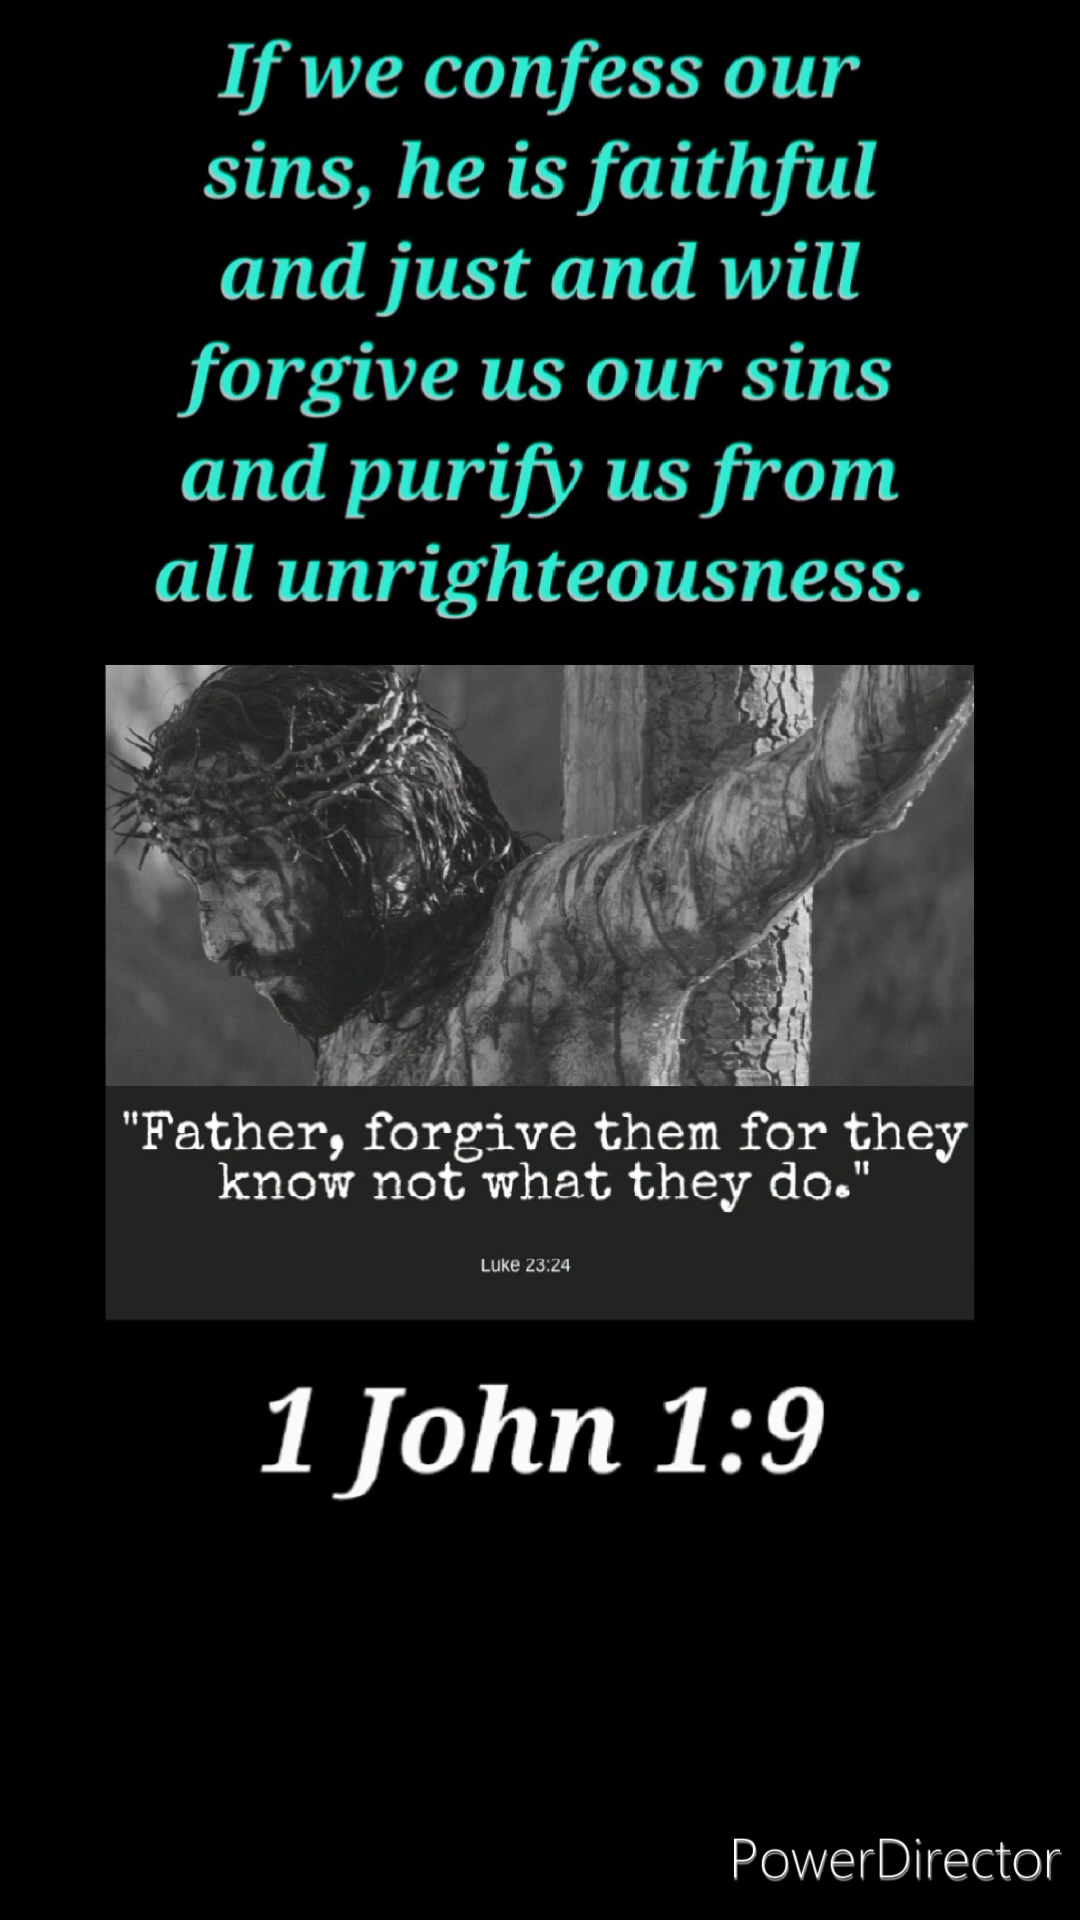 If we confess our
sins, he is faithful
and just and will
forgive us our sins
and purify us from
all unrighteousness.
"Father, forgive them for they
know not what they do."
Luke 23:24
1 John 1:9
PowerDirector